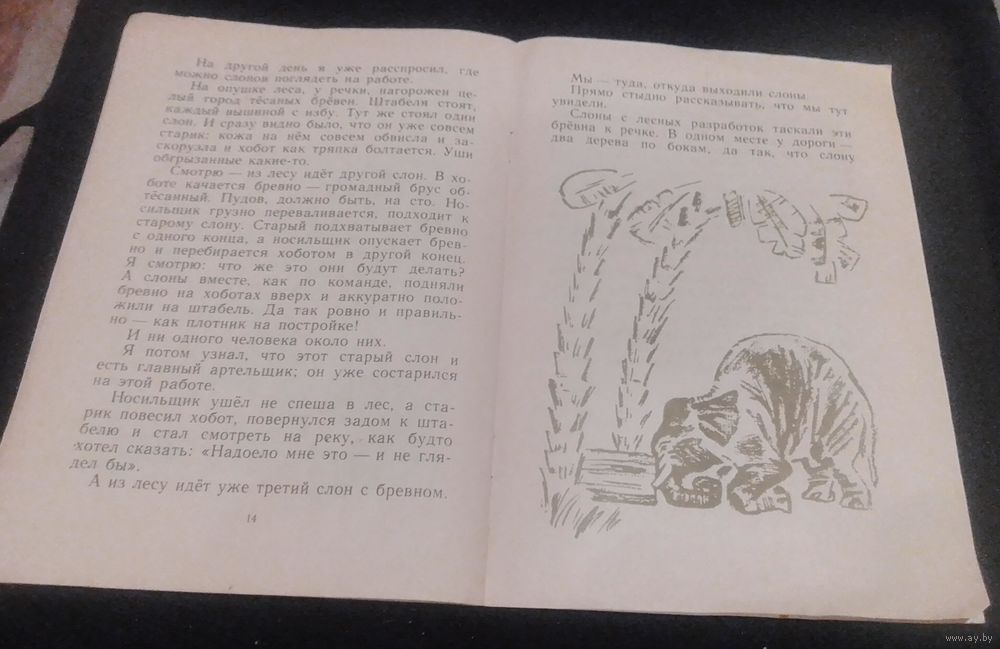 На другой день я уже расспросил, где
можно слонов поглядеть на работе.
На опушке леса, у речки, нагорожен це-
лый город тёсаных брёвен. Штабеля стоят,
каждый вышиной с избу. Тут же стоял один
слон. И сразу видно было, что он уже совсем
старик: кожа на нём совсем обвисла и за-
скорузла и хобот как тряпка болтается. Уши
обгрызанные какие-то.
Смотрю — из лесу идёт другой слон. В хо-
боте качается бревно — громадный брус об-
тёсанный. Пудов, должно быть, на сто. Но-
сильщик грузно переваливается, подходит к
старому слону. Старый подхватывает бревно
с одного конца, а носильщик опускает брев-
но и перебирается хоботом в другой конец.
Я смотрю: что же это они будут делать?
А слоны вместе, как по команде, подняли
бревно на хоботах вверх и аккуратно поло-
жили на штабель. Да так ровно и правиль-
но — как плотник на постройке!
И ни одного человека около них.
Я потом узнал, что этот старый слон и
есть главный артельщик; он уже состарился
на этой работе.
Носильщик ушёл не спеша в лес, а ста-
рик повесил хобот, повернулся задом к шта-
белю и стал смотреть на реку, как будто
хотел сказать: «Надоело мне это — и не гля-
дел бы».
А из лесу идёт уже третий слон с бревном.
14
Мы — туда, откуда выходили слоны.
Прямо стыдно рассказывать, что мы тут
увидели.
Слоны с лесных разработок таскали эти
брёвна к речке. В одном месте у дороги —
два дерева по бокам, да так, что слону
www.ay.by